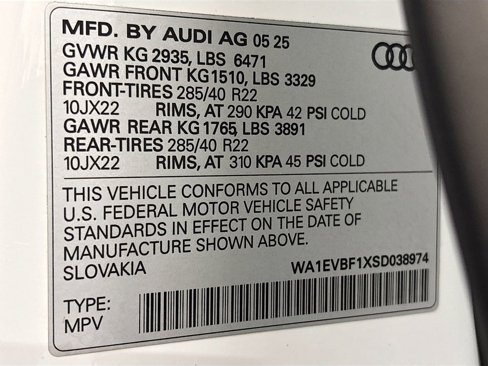 MFD. BY AUDI AG 05 25
GVWR KG 2935, LBS 6471
GAWR FRONT KG1510, LBS 3329
FRONT-TIRES 285/40 R22
10JX22 RIMS, AT 290 KPA 42 PSI COLD
GAWR REAR KG 1765, LBS 3891
REAR-TIRES 285/40 R22
10JX22 RIMS, AT 310 KPA 45 PSI COLD
THIS VEHICLE CONFORMS TO ALL APPLICABLE
U.S. FEDERAL MOTOR VEHICLE SAFETY
STANDARDS IN EFFECT ON THE DATE OF
MANUFACTURE SHOWN ABOVE.
SLOVAKIA WA1EVBF1XSD038974
TYPE:
MPV